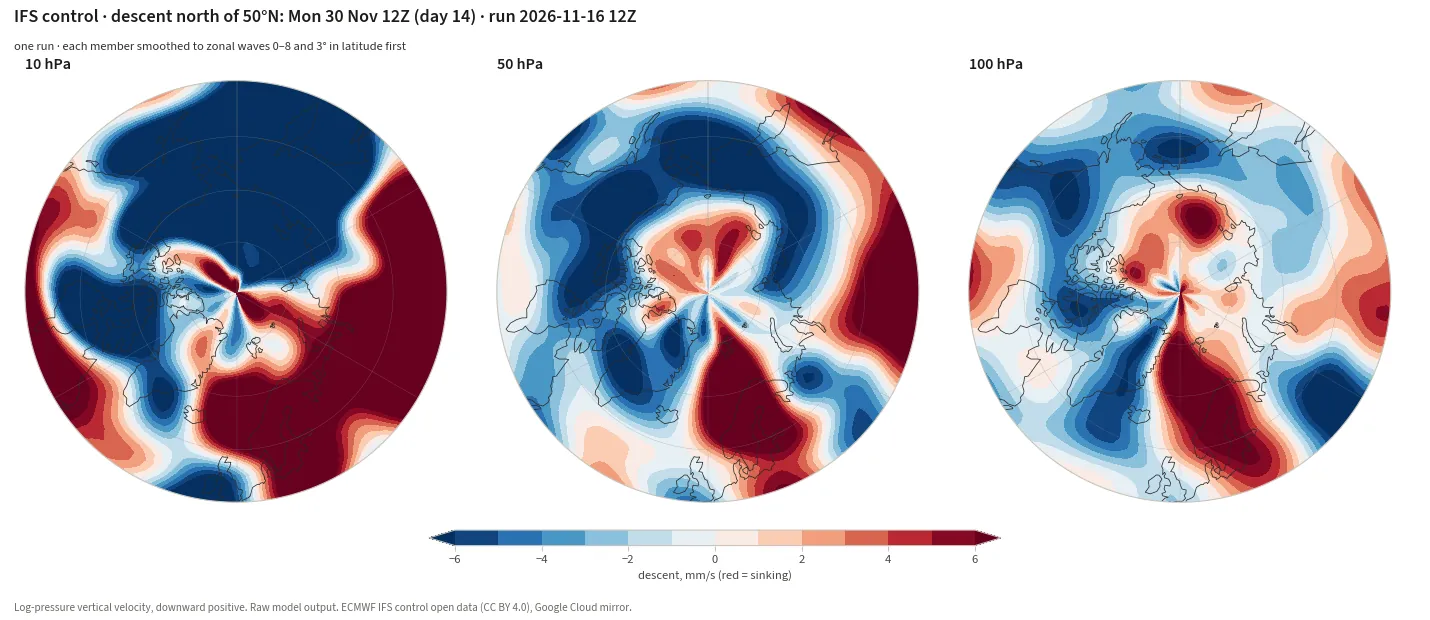 IFS control · descent north of 50°N: Mon 30 Nov 12Z (day 14) · run 2026-11-16 12Z
one run · each member smoothed to zonal waves 0–8 and 3° in latitude first
10 hPa
50 hPa
100 hPa
−6
−4
−2
0
2
4
6
descent, mm/s (red = sinking)
Log-pressure vertical velocity, downward positive. Raw model output. ECMWF IFS control open data (CC BY 4.0), Google Cloud mirror.